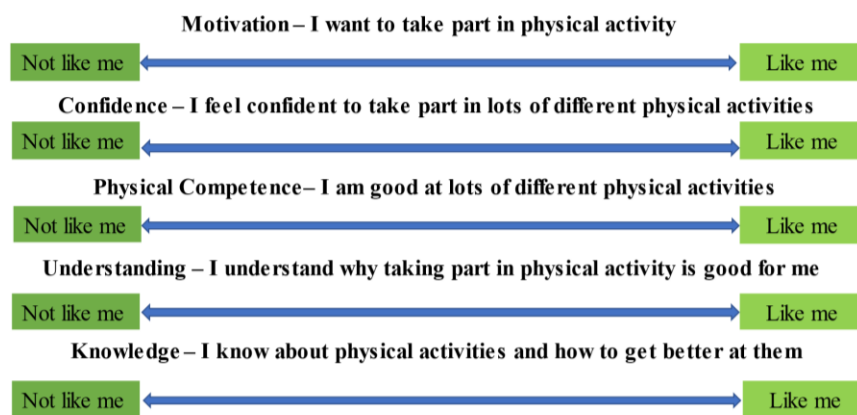 Motivation – I want to take part in physical activity
Not like me Like me
Confidence – I feel confident to take part in lots of different physical activities
Not like me Like me
Physical Competence– I am good at lots of different physical activities
Not like me Like me
Understanding – I understand why taking part in physical activity is good for me
Not like me Like me
Knowledge – I know about physical activities and how to get better at them
Not like me Like me